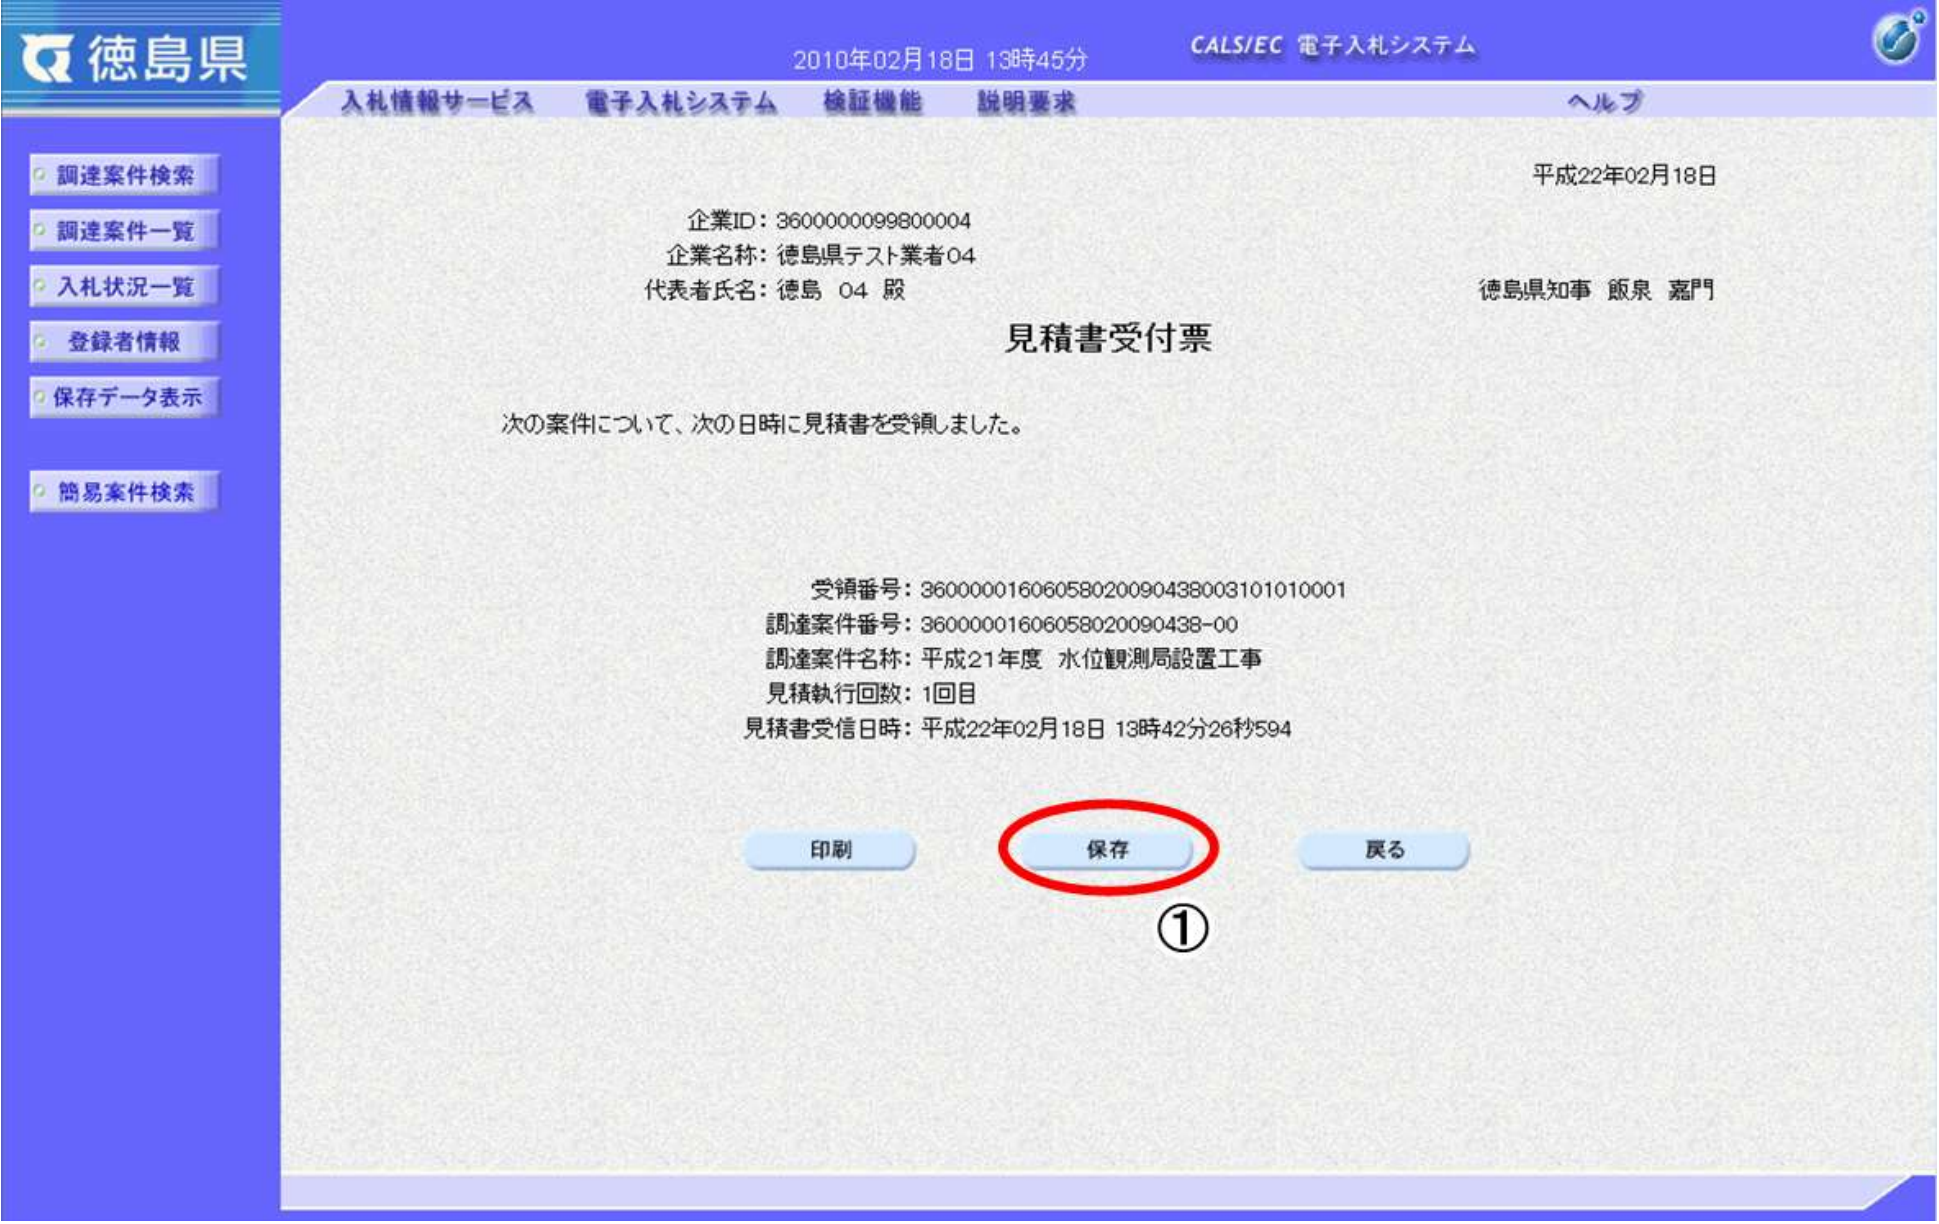 徳島県
2010年02月18日 13時45分
CALS/EC 電子入札システム
入札情報サービス 電子入札システム 検証機能 説明要求 ヘルプ
調達案件検索
調達案件一覧
入札状況一覧
登録者情報
保存データ表示
簡易案件検索
平成22年02月18日
企業ID：3600000099800004
企業名称：徳島県テスト業者04
代表者氏名：徳島 04 殿
徳島県知事 飯泉 嘉門
見積書受付票
次の案件について、次の日時に見積書を受領しました。
受領番号：36000001606058020090438003101010001
調達案件番号：36000001606058020090438-00
調達案件名称：平成21年度 水位観測局設置工事
見積執行回数：1回目
見積書受信日時：平成22年02月18日 13時42分26秒594
印刷 保存 戻る
①